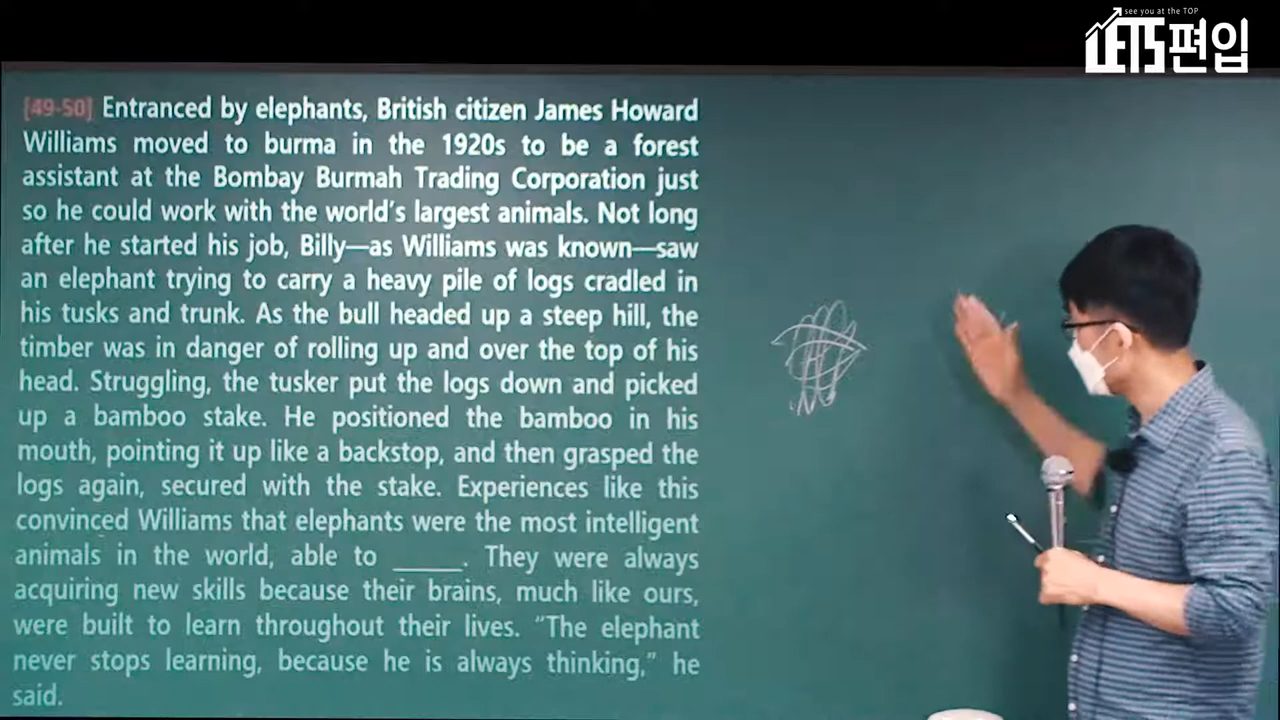 see you at the TOP
LETS편입
[49-50] Entranced by elephants, British citizen James Howard
Williams moved to burma in the 1920s to be a forest
assistant at the Bombay Burmah Trading Corporation just
so he could work with the world's largest animals. Not long
after he started his job, Billy—as Williams was known—saw
an elephant trying to carry a heavy pile of logs cradled in
his tusks and trunk. As the bull headed up a steep hill, the
timber was in danger of rolling up and over the top of his
head. Struggling, the tusker put the logs down and picked
up a bamboo stake. He positioned the bamboo in his
mouth, pointing it up like a backstop, and then grasped the
logs again, secured with the stake. Experiences like this
convinced Williams that elephants were the most intelligent
animals in the world, able to _____. They were always
acquiring new skills because their brains, much like ours,
were built to learn throughout their lives. “The elephant
never stops learning, because he is always thinking,” he
said.